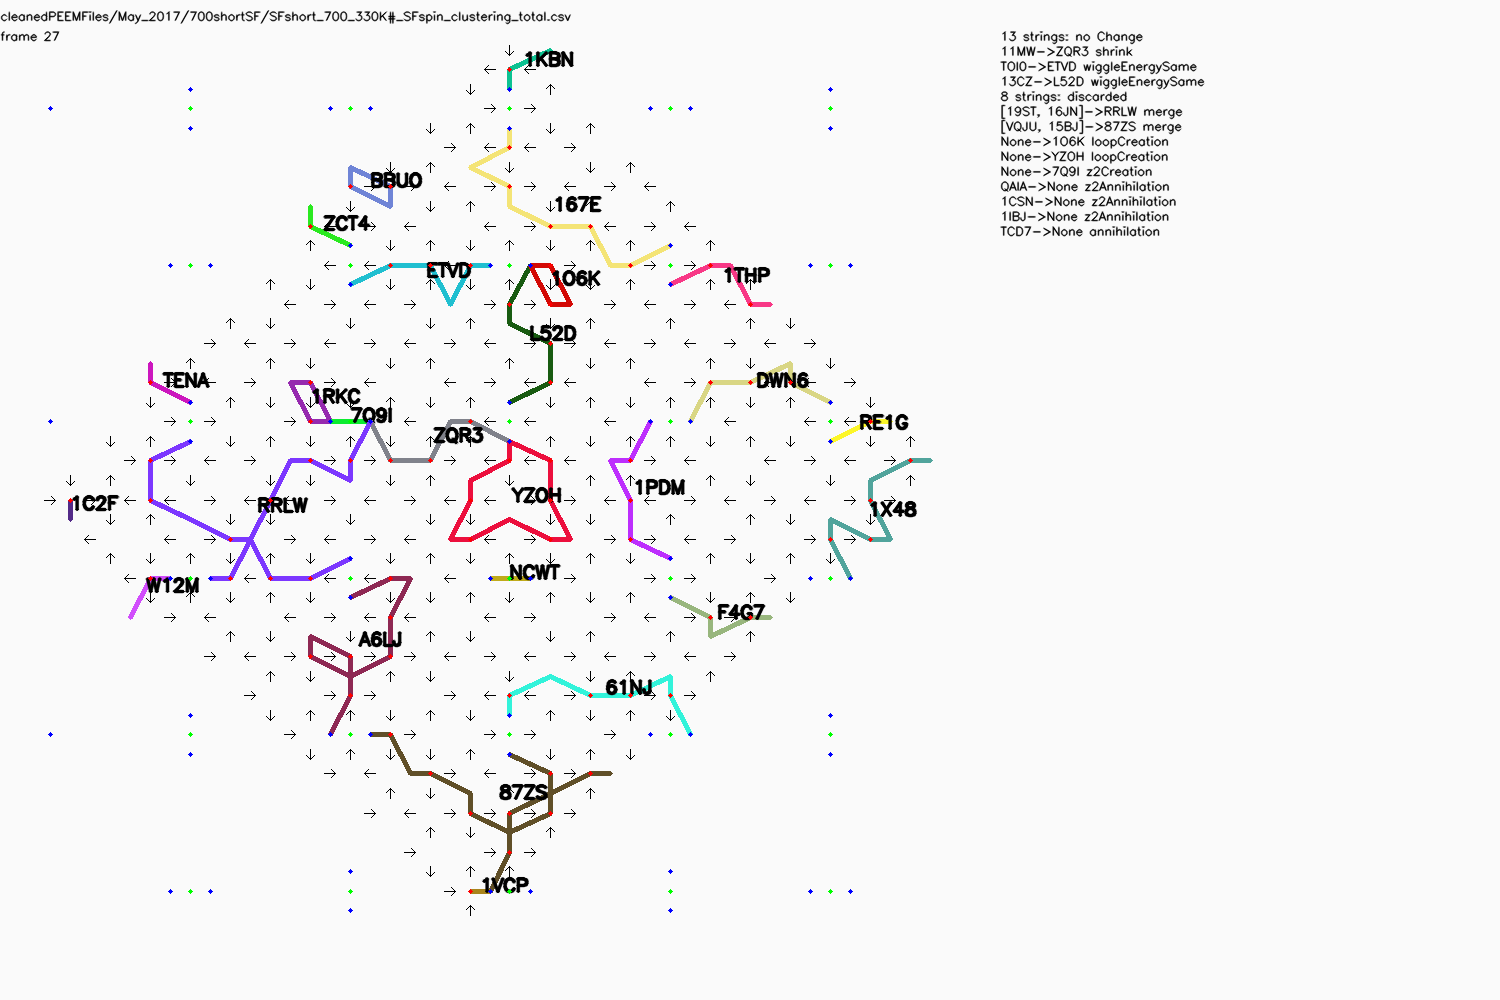 cleanedPEEMFiles/May_2017/700shortSF/SFshort_700_330K#_SFspin_clustering_total.csv
frame 27
13 strings: no Change
11MW->ZQR3 shrink
TOI0->ETVD wiggleEnergySame
13CZ->L52D wiggleEnergySame
8 strings: discarded
[19ST, 16JN]->RRLW merge
[VQJU, 15BJ]->87ZS merge
None->1O6K loopCreation
None->YZOH loopCreation
None->7Q9I z2Creation
QAIA->None z2Annihilation
1CSN->None z2Annihilation
1IBJ->None z2Annihilation
TCD7->None annihilation
1KBN
BBUO
167E
ZCT4
ETVD
1O6K
1THP
L52D
TENA
1RKC
DWN6
7Q9I
ZQR3
RE1G
1C2F
RRLW
YZOH
1PDM
1X48
W12M
NCWT
F4G7
A6LJ
61NJ
87ZS
1VCP